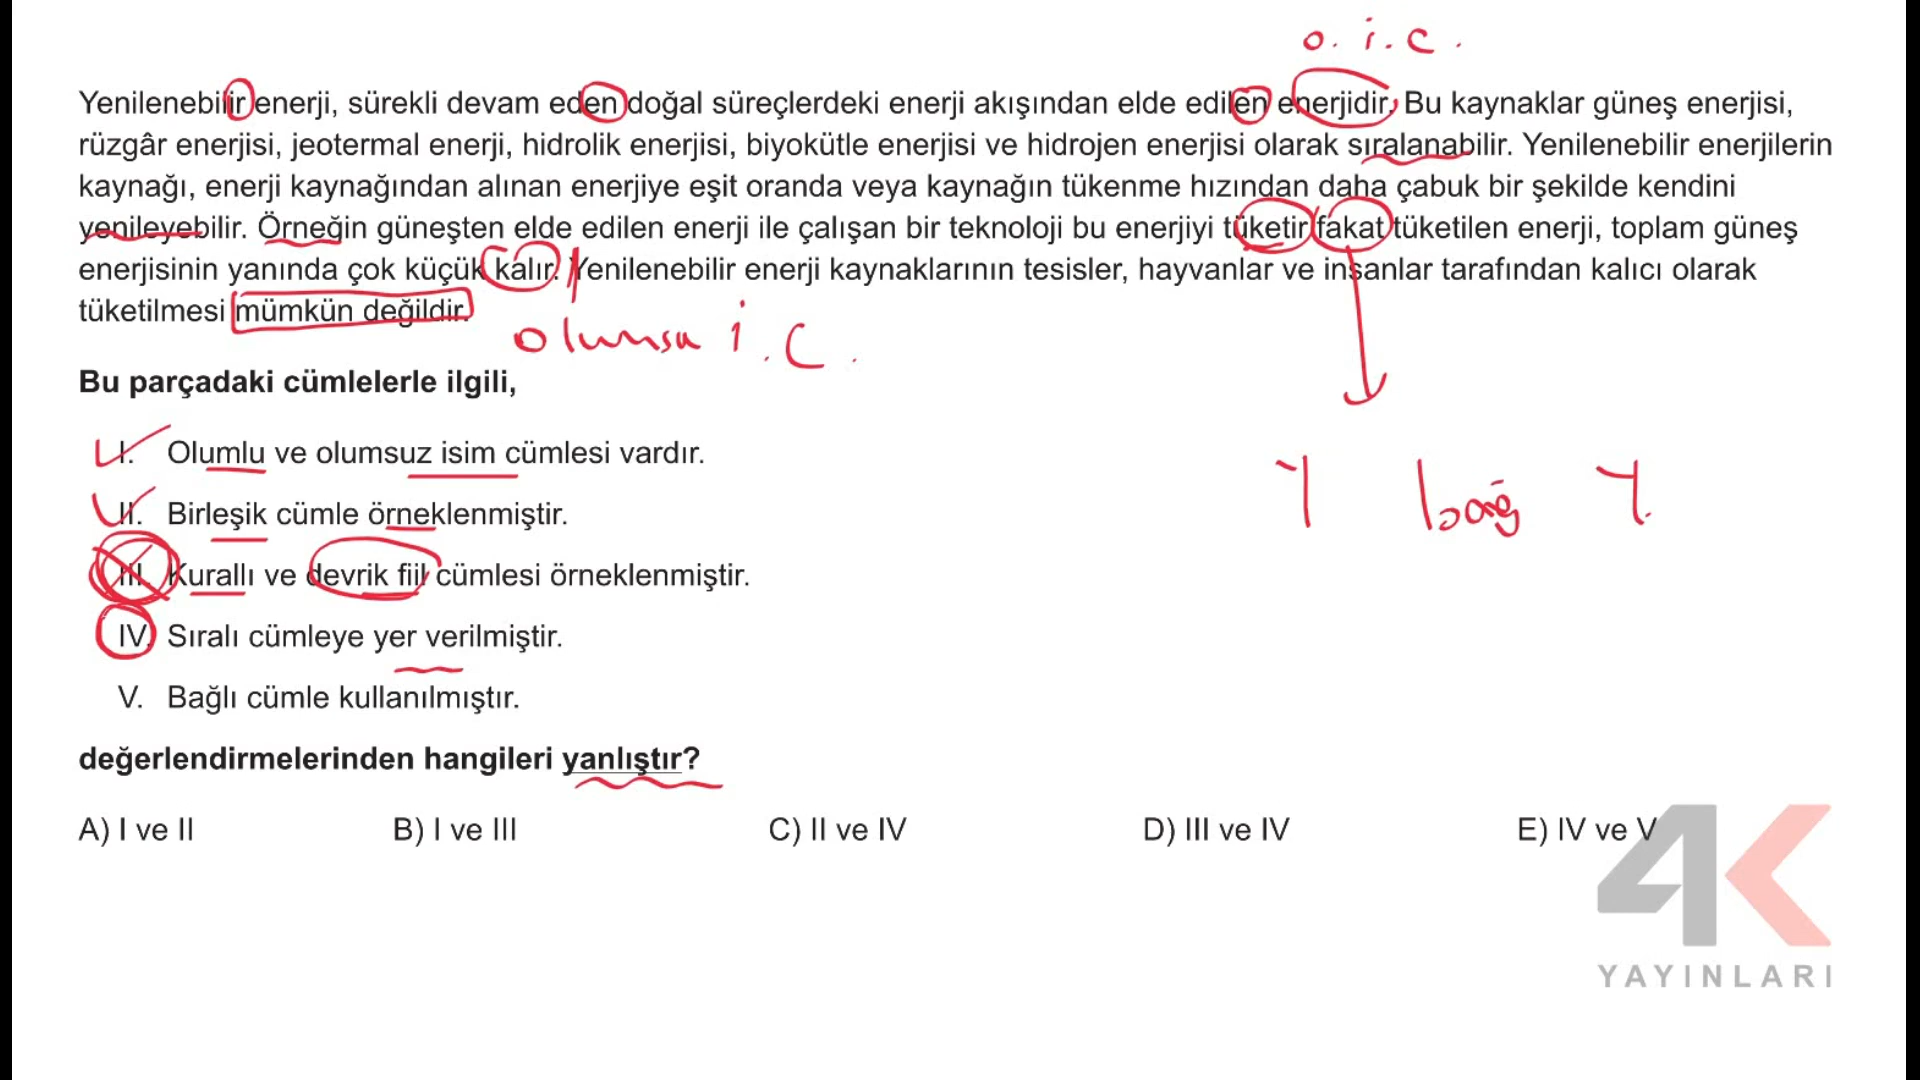 o. i. c.
Yenilenebilir enerji, sürekli devam eden doğal süreçlerdeki enerji akışından elde edilen enerjidir. Bu kaynaklar güneş enerjisi,
rüzgâr enerjisi, jeotermal enerji, hidrolik enerjisi, biyokütle enerjisi ve hidrojen enerjisi olarak sıralanabilir. Yenilenebilir enerjilerin
kaynağı, enerji kaynağından alınan enerjiye eşit oranda veya kaynağın tükenme hızından daha çabuk bir şekilde kendini
yenileyebilir. Örneğin güneşten elde edilen enerji ile çalışan bir teknoloji bu enerjiyi tüketir fakat tüketilen enerji, toplam güneş
enerjisinin yanında çok küçük kalır. Yenilenebilir enerji kaynaklarının tesisler, hayvanlar ve insanlar tarafından kalıcı olarak
tüketilmesi mümkün değildir.
i. C.
Bu parçadaki cümlelerle ilgili,
I. Olumlu ve olumsuz isim cümlesi vardır.
II. Birleşik cümle örneklenmiştir.
Y bağ Y.
III. Kurallı ve devrik fiil cümlesi örneklenmiştir.
IV. Sıralı cümleye yer verilmiştir.
V. Bağlı cümle kullanılmıştır.
değerlendirmelerinden hangileri yanlıştır?
A) I ve II B) I ve III C) II ve IV D) III ve IV E) IV ve V
4K
YAYINLARI